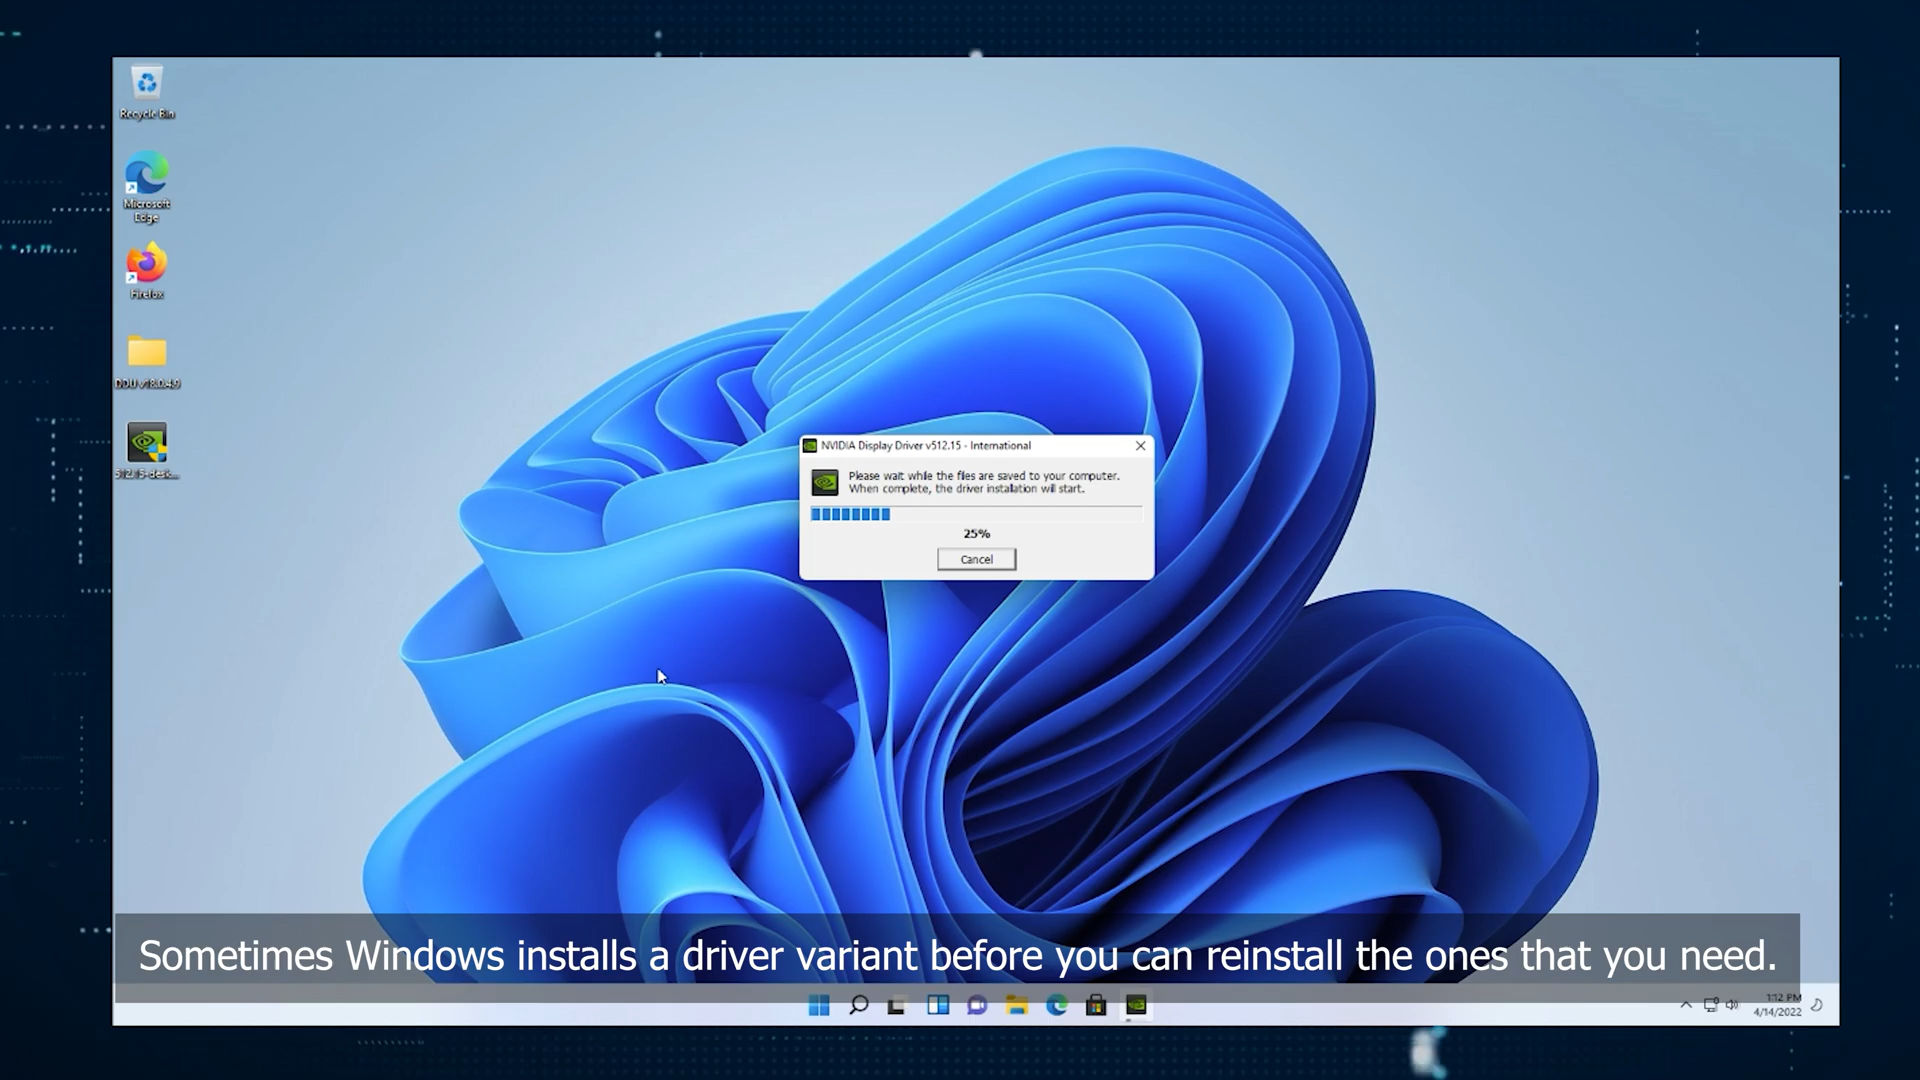 Recycle Bin
Microsoft
Edge
Firefox
DDU v18.0.4.9
512.15-desk...
NVIDIA Display Driver v512.15 - International
Please wait while the files are saved to your computer.
When complete, the driver installation will start.
25%
Cancel
Sometimes Windows installs a driver variant before you can reinstall the ones that you need.
1:12 PM
4/14/2022